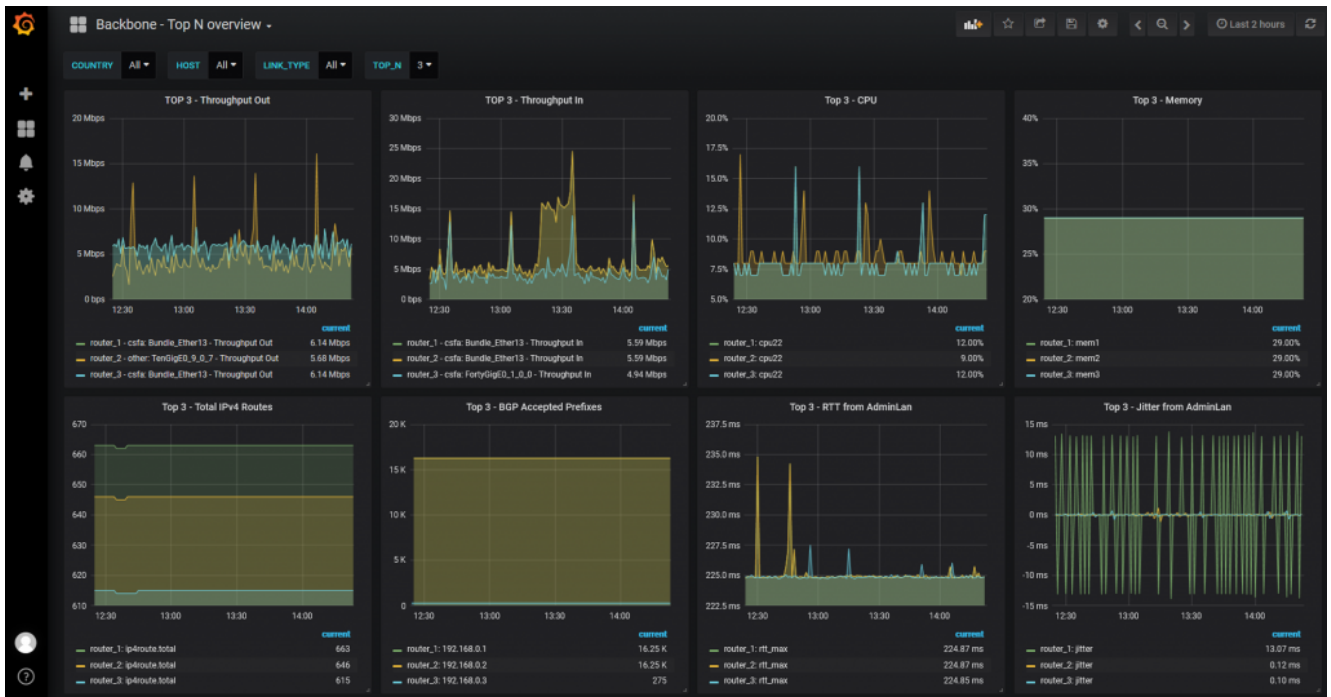 Backbone - Top N overview
Last 2 hours
COUNTRY All HOST All LINK_TYPE All TOP_N 3
TOP 3 - Throughput Out
20 Mbps
15 Mbps
10 Mbps
5 Mbps
0 bps
12:30 13:00 13:30 14:00
current
router_1 - csfa: Bundle_Ether13 - Throughput Out 6.14 Mbps
router_2 - other: TenGigE0_9_0_7 - Throughput Out 5.68 Mbps
router_3 - csfa: Bundle_Ether13 - Throughput Out 6.14 Mbps
TOP 3 - Throughput In
30 Mbps
25 Mbps
20 Mbps
15 Mbps
10 Mbps
5 Mbps
0 bps
12:30 13:00 13:30 14:00
current
router_1 - csfa: Bundle_Ether13 - Throughput In 5.59 Mbps
router_2 - csfa: Bundle_Ether13 - Throughput In 5.59 Mbps
router_3 - csfa: FortyGigE0_1_0_0 - Throughput In 4.94 Mbps
Top 3 - CPU
20.0%
17.5%
15.0%
12.5%
10.0%
7.5%
5.0%
12:30 13:00 13:30 14:00
current
router_1: cpu22 12.00%
router_2: cpu22 9.00%
router_3: cpu22 12.00%
Top 3 - Memory
40%
35%
30%
25%
20%
12:30 13:00 13:30 14:00
current
router_1: mem1 29.00%
router_2: mem2 29.00%
router_3: mem3 29.00%
Top 3 - Total IPv4 Routes
670
660
650
640
630
620
610
12:30 13:00 13:30 14:00
current
router_1: ip4route.total 663
router_2: ip4route.total 646
router_3: ip4route.total 615
Top 3 - BGP Accepted Prefixes
20 K
15 K
10 K
5 K
0
12:30 13:00 13:30 14:00
current
router_1: 192.168.0.1 16.25 K
router_2: 192.168.0.2 16.25 K
router_3: 192.168.0.3 275
Top 3 - RTT from AdminLan
237.5 ms
235.0 ms
232.5 ms
230.0 ms
227.5 ms
225.0 ms
222.5 ms
12:30 13:00 13:30 14:00
current
router_1: rtt_max 224.87 ms
router_2: rtt_max 224.87 ms
router_3: rtt_max 224.85 ms
Top 3 - Jitter from AdminLan
15 ms
10 ms
5 ms
0 ms
-5 ms
-10 ms
-15 ms
12:30 13:00 13:30 14:00
current
router_1: jitter 13.07 ms
router_2: jitter 0.12 ms
router_3: jitter 0.10 ms